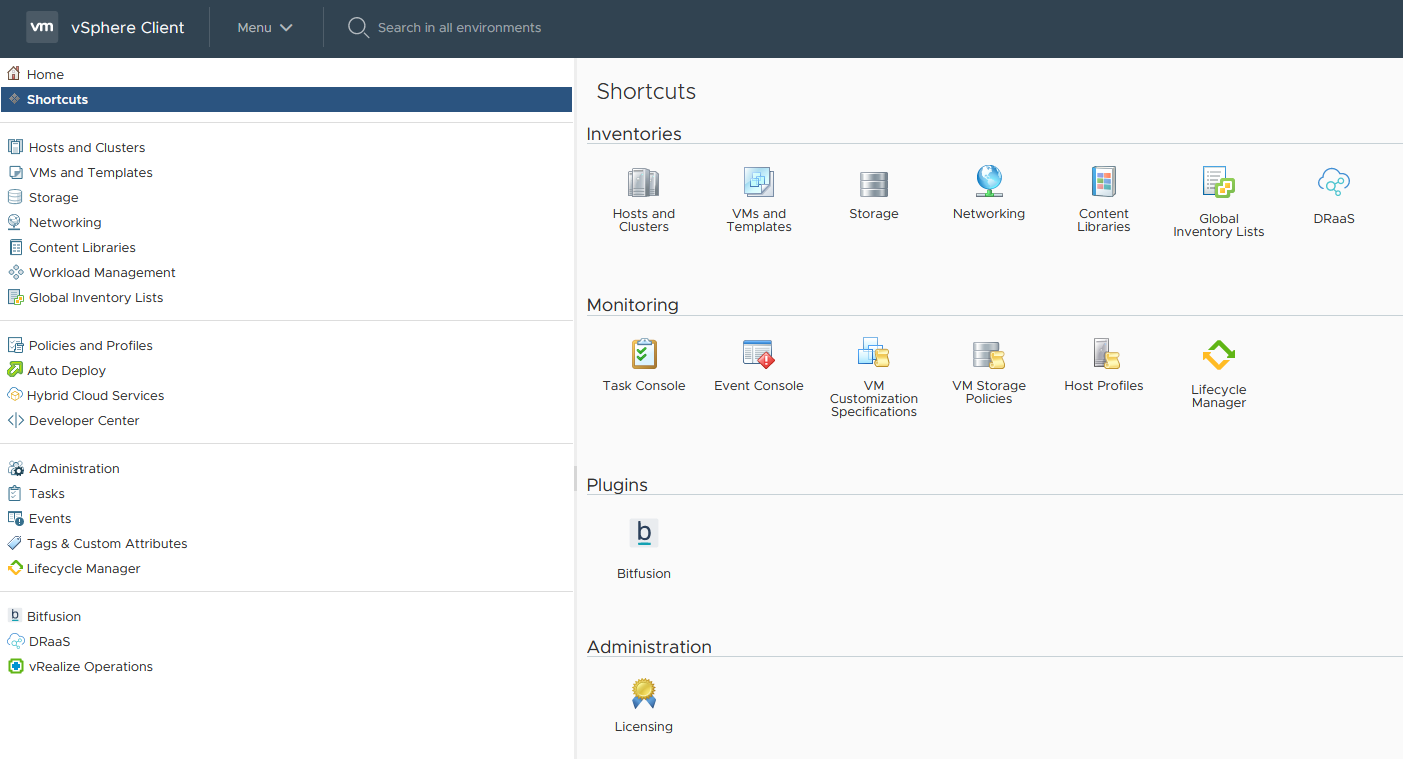 vm vSphere Client Menu Search in all environments
Home
Shortcuts
Hosts and Clusters
VMs and Templates
Storage
Networking
Content Libraries
Workload Management
Global Inventory Lists
Policies and Profiles
Auto Deploy
Hybrid Cloud Services
Developer Center
Administration
Tasks
Events
Tags & Custom Attributes
Lifecycle Manager
b Bitfusion
DRaaS
vRealize Operations
Shortcuts
Inventories
Hosts and
Clusters
VMs and
Templates
Storage
Networking
Content
Libraries
Global
Inventory Lists
DRaaS
Monitoring
Task Console
Event Console
VM
Customization
Specifications
VM Storage
Policies
Host Profiles
Lifecycle
Manager
Plugins
b
Bitfusion
Administration
Licensing